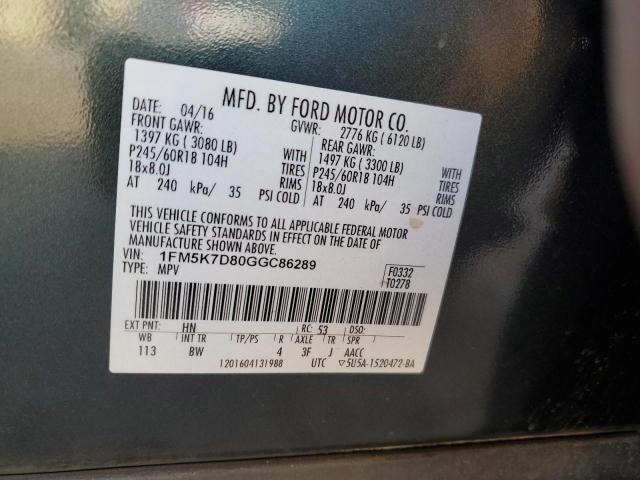 MFD. BY FORD MOTOR CO.
DATE: 04/16 GVWR: 2776 KG ( 6120 LB)
FRONT GAWR: REAR GAWR:
1397 KG ( 3080 LB) WITH 1497 KG ( 3300 LB) WITH
P245/60R18 104H TIRES P245/60R18 104H TIRES
18x8.0J RIMS 18x8.0J RIMS
AT 240 kPa/ 35 PSI COLD AT 240 kPa/ 35 PSI COLD
THIS VEHICLE CONFORMS TO ALL APPLICABLE FEDERAL MOTOR
VEHICLE SAFETY STANDARDS IN EFFECT ON THE DATE OF
MANUFACTURE SHOWN ABOVE.
VIN: 1FM5K7D80GGC86289 F0332
TYPE: MPV T0278
EXT PNT: HN RC: 53 DSO:
WB INT TR TP/PS R AXLE TR SPR
113 BW 4 3F J AACC
1201604131988 UTC ▽5U5A-1520472-BA